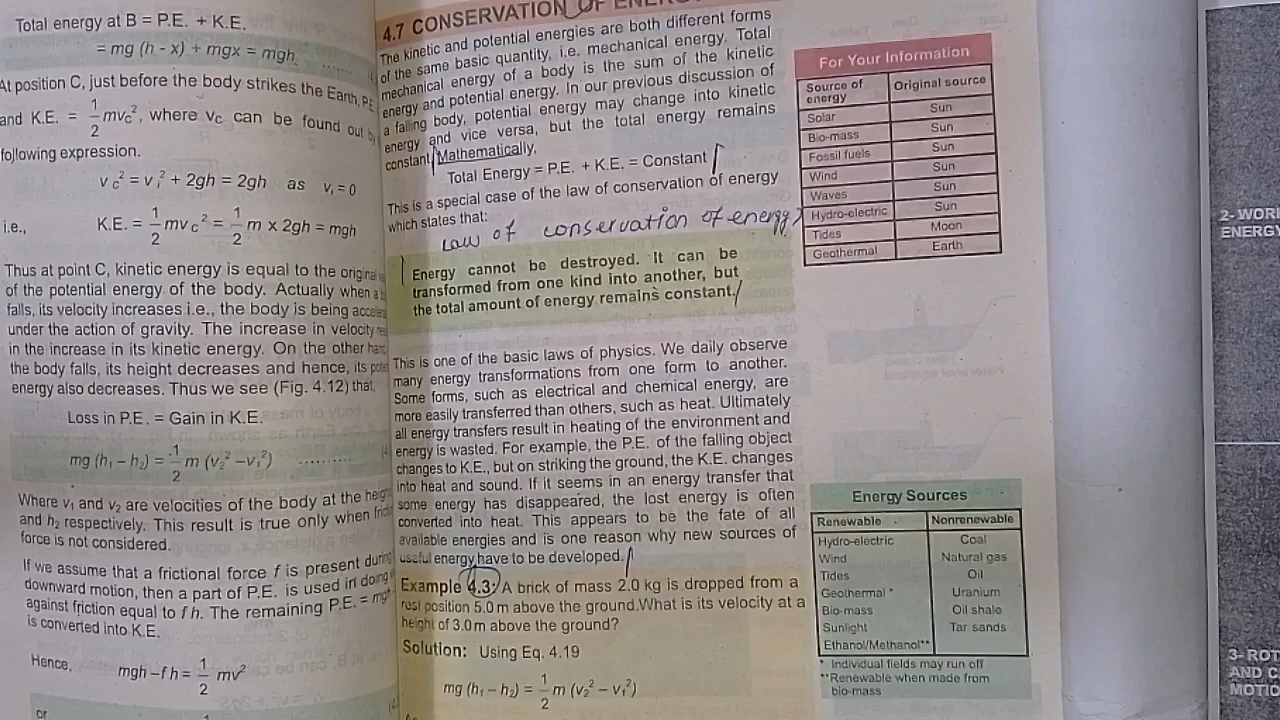 Total energy at B = P.E. + K.E.
= mg (h - x) + mgx = mgh. .......
At position C, just before the body strikes the Earth, P.E
and K.E. = 1/2 mv_c², where v_c can be found out by
following expression.
v_c² = v_i² + 2gh = 2gh as v_i = 0
i.e., K.E. = 1/2 mv_c² = 1/2 m x 2gh = mgh
Thus at point C, kinetic energy is equal to the original
of the potential energy of the body. Actually when a
falls, its velocity increases i.e., the body is being
under the action of gravity. The increase in velocity
in the increase in its kinetic energy. On the other
the body falls, its height decreases and hence, its
energy also decreases. Thus we see (Fig. 4.12) that,
Loss in P.E. = Gain in K.E.
mg (h₁ – h₂) = 1/2 m (v₂² – v₁²) ..........
Where v₁ and v₂ are velocities of the body at the
and h₂ respectively. This result is true only when
force is not considered.
If we assume that a frictional force f is present during
downward motion, then a part of P.E. is used in doing
against friction equal to f h. The remaining P.E. =
is converted into K.E.
Hence, mgh – f h = 1/2 mv²
or
4.7 CONSERVATION OF ENERGY
The kinetic and potential energies are both different forms
of the same basic quantity, i.e. mechanical energy. Total
mechanical energy of a body is the sum of the kinetic
energy and potential energy. In our previous discussion of
a falling body, potential energy may change into kinetic
energy and vice versa, but the total energy remains
constant. Mathematically,
Total Energy = P.E. + K.E. = Constant
This is a special case of the law of conservation of energy
which states that:
Law of conservation of energy
Energy cannot be destroyed. It can be
transformed from one kind into another, but
the total amount of energy remains constant.
This is one of the basic laws of physics. We daily observe
many energy transformations from one form to another.
Some forms, such as electrical and chemical energy, are
more easily transferred than others, such as heat. Ultimately
all energy transfers result in heating of the environment and
energy is wasted. For example, the P.E. of the falling object
changes to K.E., but on striking the ground, the K.E. changes
into heat and sound. If it seems in an energy transfer that
some energy has disappeared, the lost energy is often
converted into heat. This appears to be the fate of all
available energies and is one reason why new sources of
useful energy have to be developed.
Example 4.3: A brick of mass 2.0 kg is dropped from a
rest position 5.0 m above the ground.What is its velocity at a
height of 3.0 m above the ground?
Solution: Using Eq. 4.19
mg (h₁ – h₂) = 1/2 m (v₂² – v₁²)
For Your Information
Source of energy Original source
Solar Sun
Bio-mass Sun
Fossil fuels Sun
Wind Sun
Waves Sun
Hydro-electric Sun
Tides Moon
Geothermal Earth
Energy Sources
Renewable Nonrenewable
Hydro-electric Coal
Wind Natural gas
Tides Oil
Geothermal * Uranium
Bio-mass Oil shale
Sunlight Tar sands
Ethanol/Methanol**
* Individual fields may run off
**Renewable when made from
bio-mass
2- WOR
ENERGY
3- ROT
AND C
MOTIO